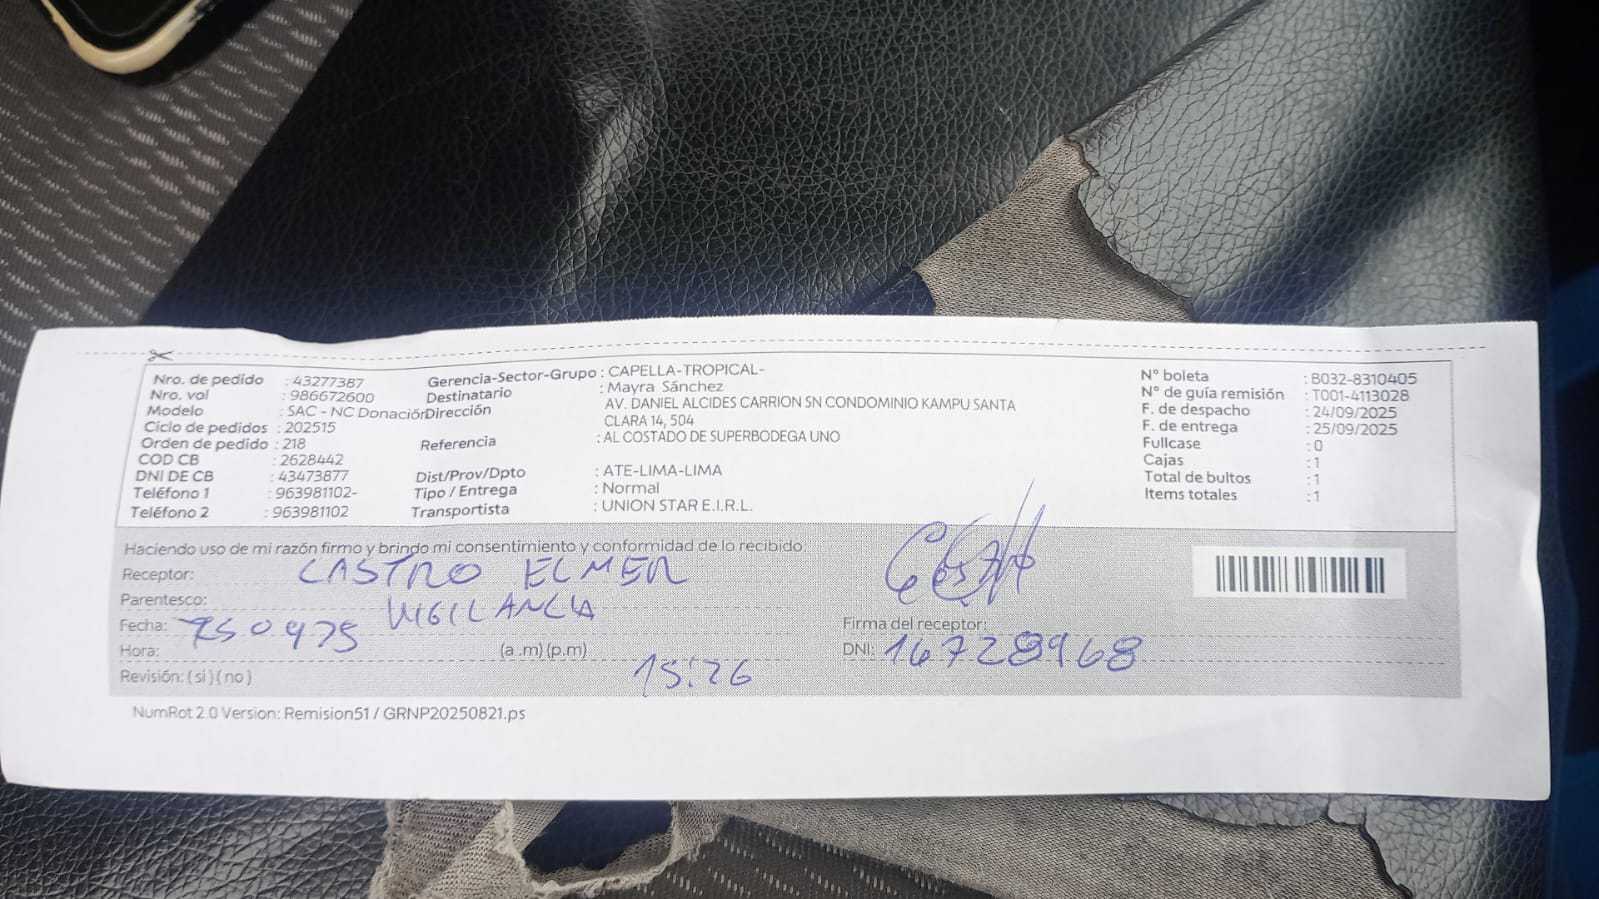 Nro. de pedido : 43277387
Nro. vol : 986672600
Modelo : SAC - NC Donación
Ciclo de pedidos : 202515
Orden de pedido : 218
COD CB : 2628442
DNI DE CB : 43473877
Teléfono 1 : 963981102-
Teléfono 2 : 963981102
Gerencia-Sector-Grupo : CAPELLA-TROPICAL-
Destinatario : Mayra Sánchez
Dirección AV. DANIEL ALCIDES CARRION SN CONDOMINIO KAMPU SANTA
CLARA 14, 504
Referencia : AL COSTADO DE SUPERBODEGA UNO
Dist/Prov/Dpto : ATE-LIMA-LIMA
Tipo / Entrega : Normal
Transportista : UNION STAR E.I.R.L.
N° boleta : B032-8310405
N° de guía remisión : T001-4113028
F. de despacho : 24/09/2025
F. de entrega : 25/09/2025
Fullcase : 0
Cajas : 1
Total de bultos : 1
Items totales : 1
Haciendo uso de mi razón firmo y brindo mi consentimiento y conformidad de lo recibido:
Receptor: CASTRO ELMER
Parentesco: VIGILANCIA
Fecha:
Hora: (a .m) (p.m) 15:26
Revisión: ( si ) ( no )
Firma del receptor:
DNI: 16728968
NumRot 2.0 Version: Remision51 / GRNP20250821.ps